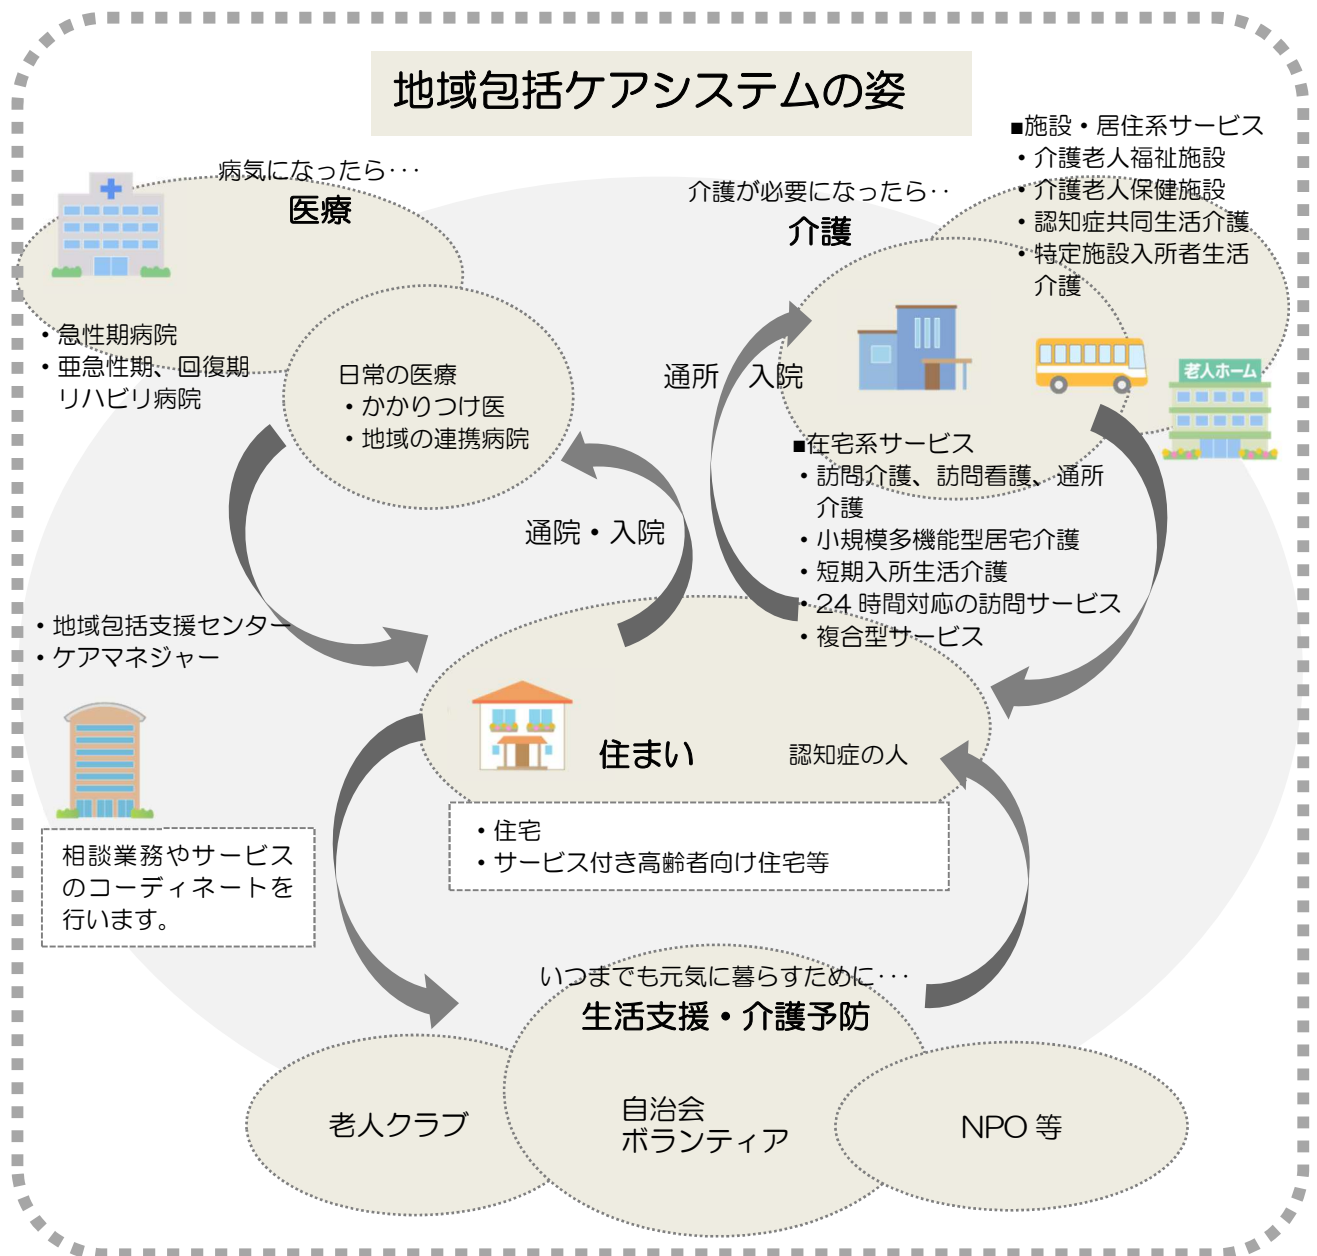 地域包括ケアシステムの姿
病気になったら･･･
医療
・急性期病院
・亜急性期、回復期
リハビリ病院
日常の医療
・かかりつけ医
・地域の連携病院
通院・入院
介護が必要になったら･･
介護
■施設・居住系サービス
・介護老人福祉施設
・介護老人保健施設
・認知症共同生活介護
・特定施設入所者生活
介護
老人ホーム
通所 入院
■在宅系サービス
・訪問介護、訪問看護、通所
介護
・小規模多機能型居宅介護
・短期入所生活介護
・24 時間対応の訪問サービス
・複合型サービス
・地域包括支援センター
・ケアマネジャー
相談業務やサービス
のコーディネートを
行います。
住まい
認知症の人
・住宅
・サービス付き高齢者向け住宅等
いつまでも元気に暮らすために･･･
生活支援・介護予防
老人クラブ
自治会
ボランティア
NPO 等